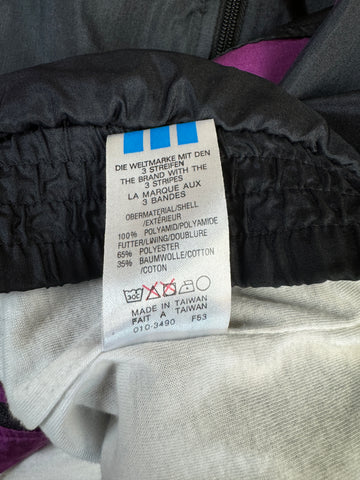 DIE WELTMARKE MIT DEN
3 STREIFEN
THE BRAND WITH THE
3 STRIPES
LA MARQUE AUX
3 BANDES
OBERMATERIAL/SHELL
/EXTÉRIEUR
100% POLYAMID/POLYAMIDE
FUTTER/LINING/DOUBLURE
65% POLYESTER
35% BAUMWOLLE/COTTON
/COTON
MADE IN TAIWAN
FAIT À TAIWAN
010-3490 F53